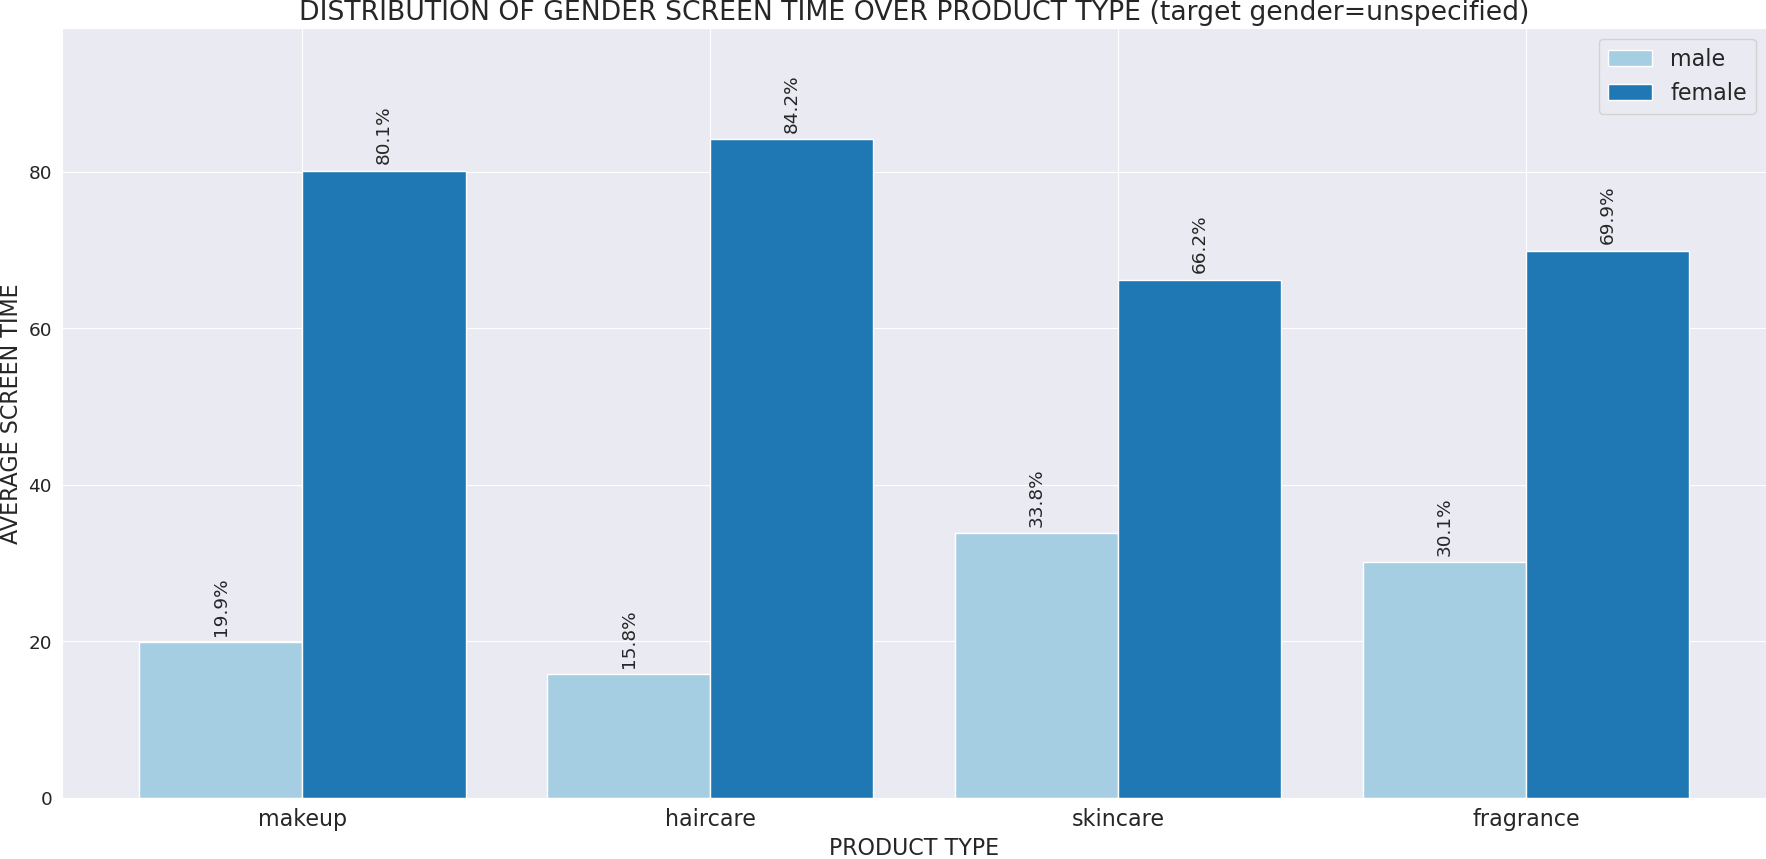 DISTRIBUTION OF GENDER SCREEN TIME OVER PRODUCT TYPE (target gender=unspecified)
male
female
AVERAGE SCREEN TIME
80
60
40
20
0
19.9%
80.1%
15.8%
84.2%
33.8%
66.2%
30.1%
69.9%
makeup
haircare
skincare
fragrance
PRODUCT TYPE